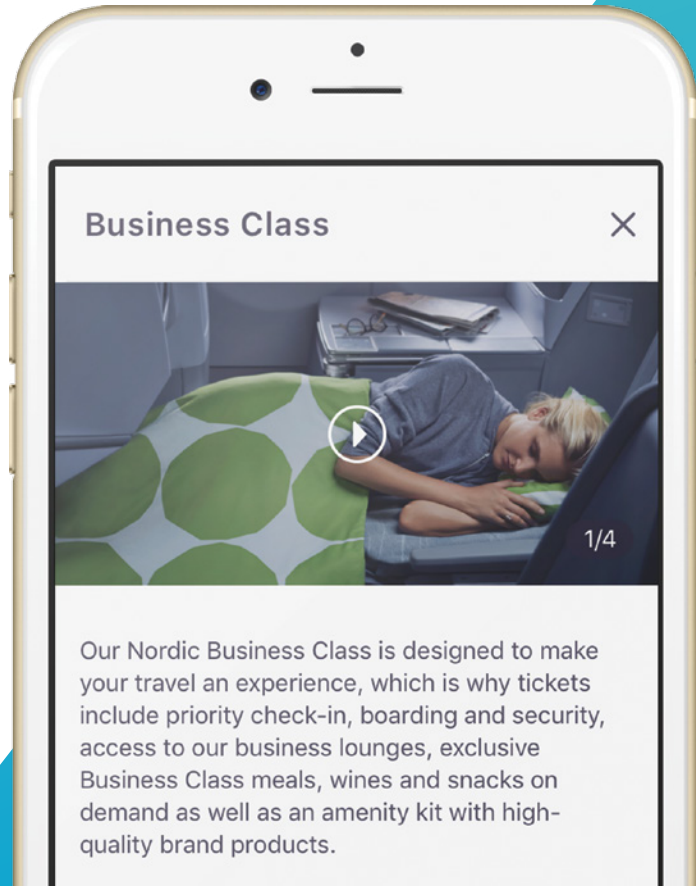 Business Class
1/4
Our Nordic Business Class is designed to make
your travel an experience, which is why tickets
include priority check-in, boarding and security,
access to our business lounges, exclusive
Business Class meals, wines and snacks on
demand as well as an amenity kit with high-
quality brand products.